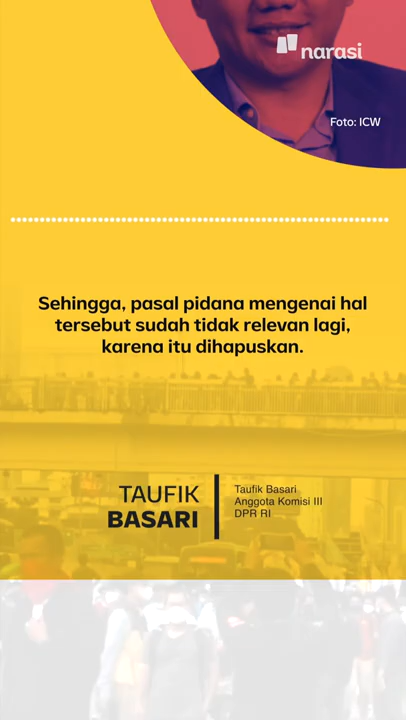 narasi
Foto: ICW
Sehingga, pasal pidana mengenai hal
tersebut sudah tidak relevan lagi,
karena itu dihapuskan.
TAUFIK
BASARI
Taufik Basari
Anggota Komisi III
DPR RI